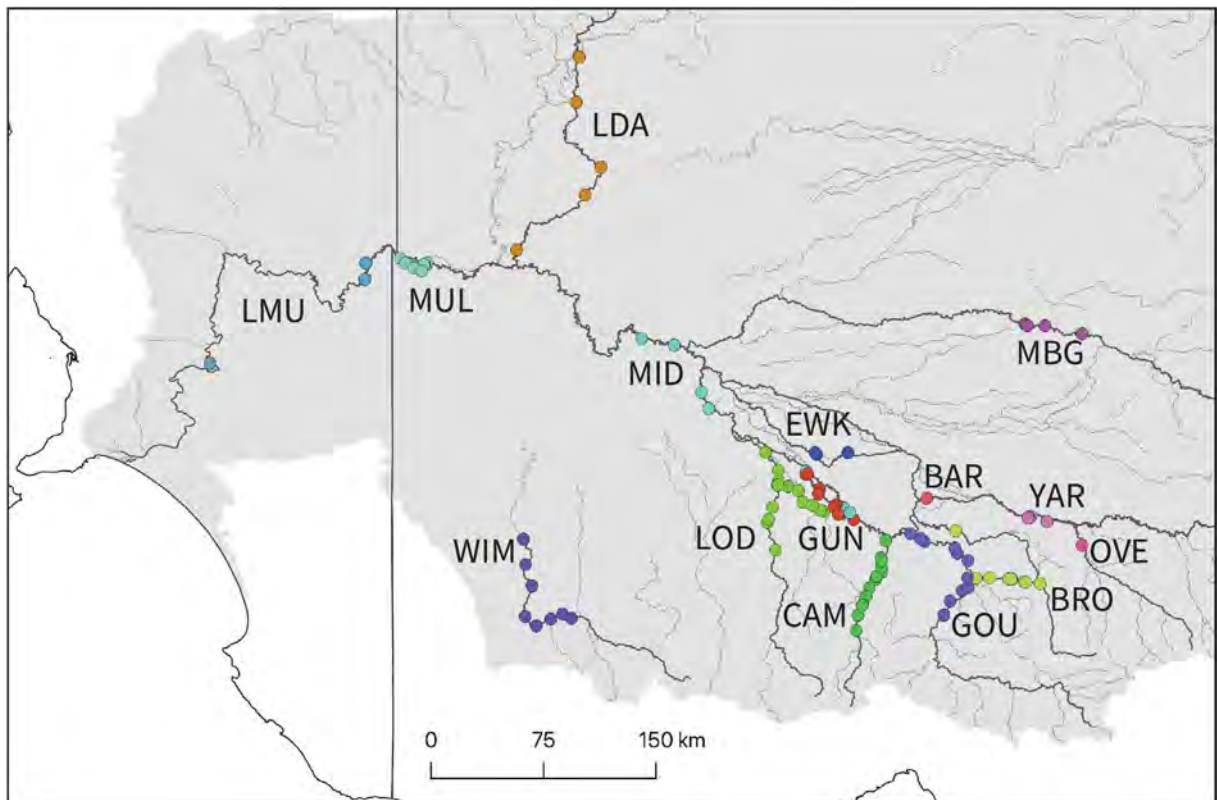 LDA
LMU
MUL
MID
MBG
EWK
BAR
YAR
WIM
LOD
GUN
OVE
CAM
GOU
BRO
0 75 150 km